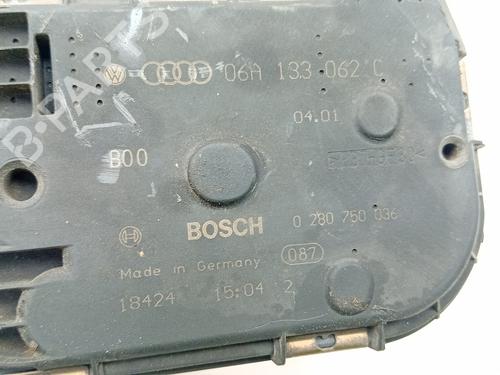 06A 133 062 C
04.01
B00
BOSCH 0 280 750 036
Made in Germany 087
18424 15:04 2
B-PARTS